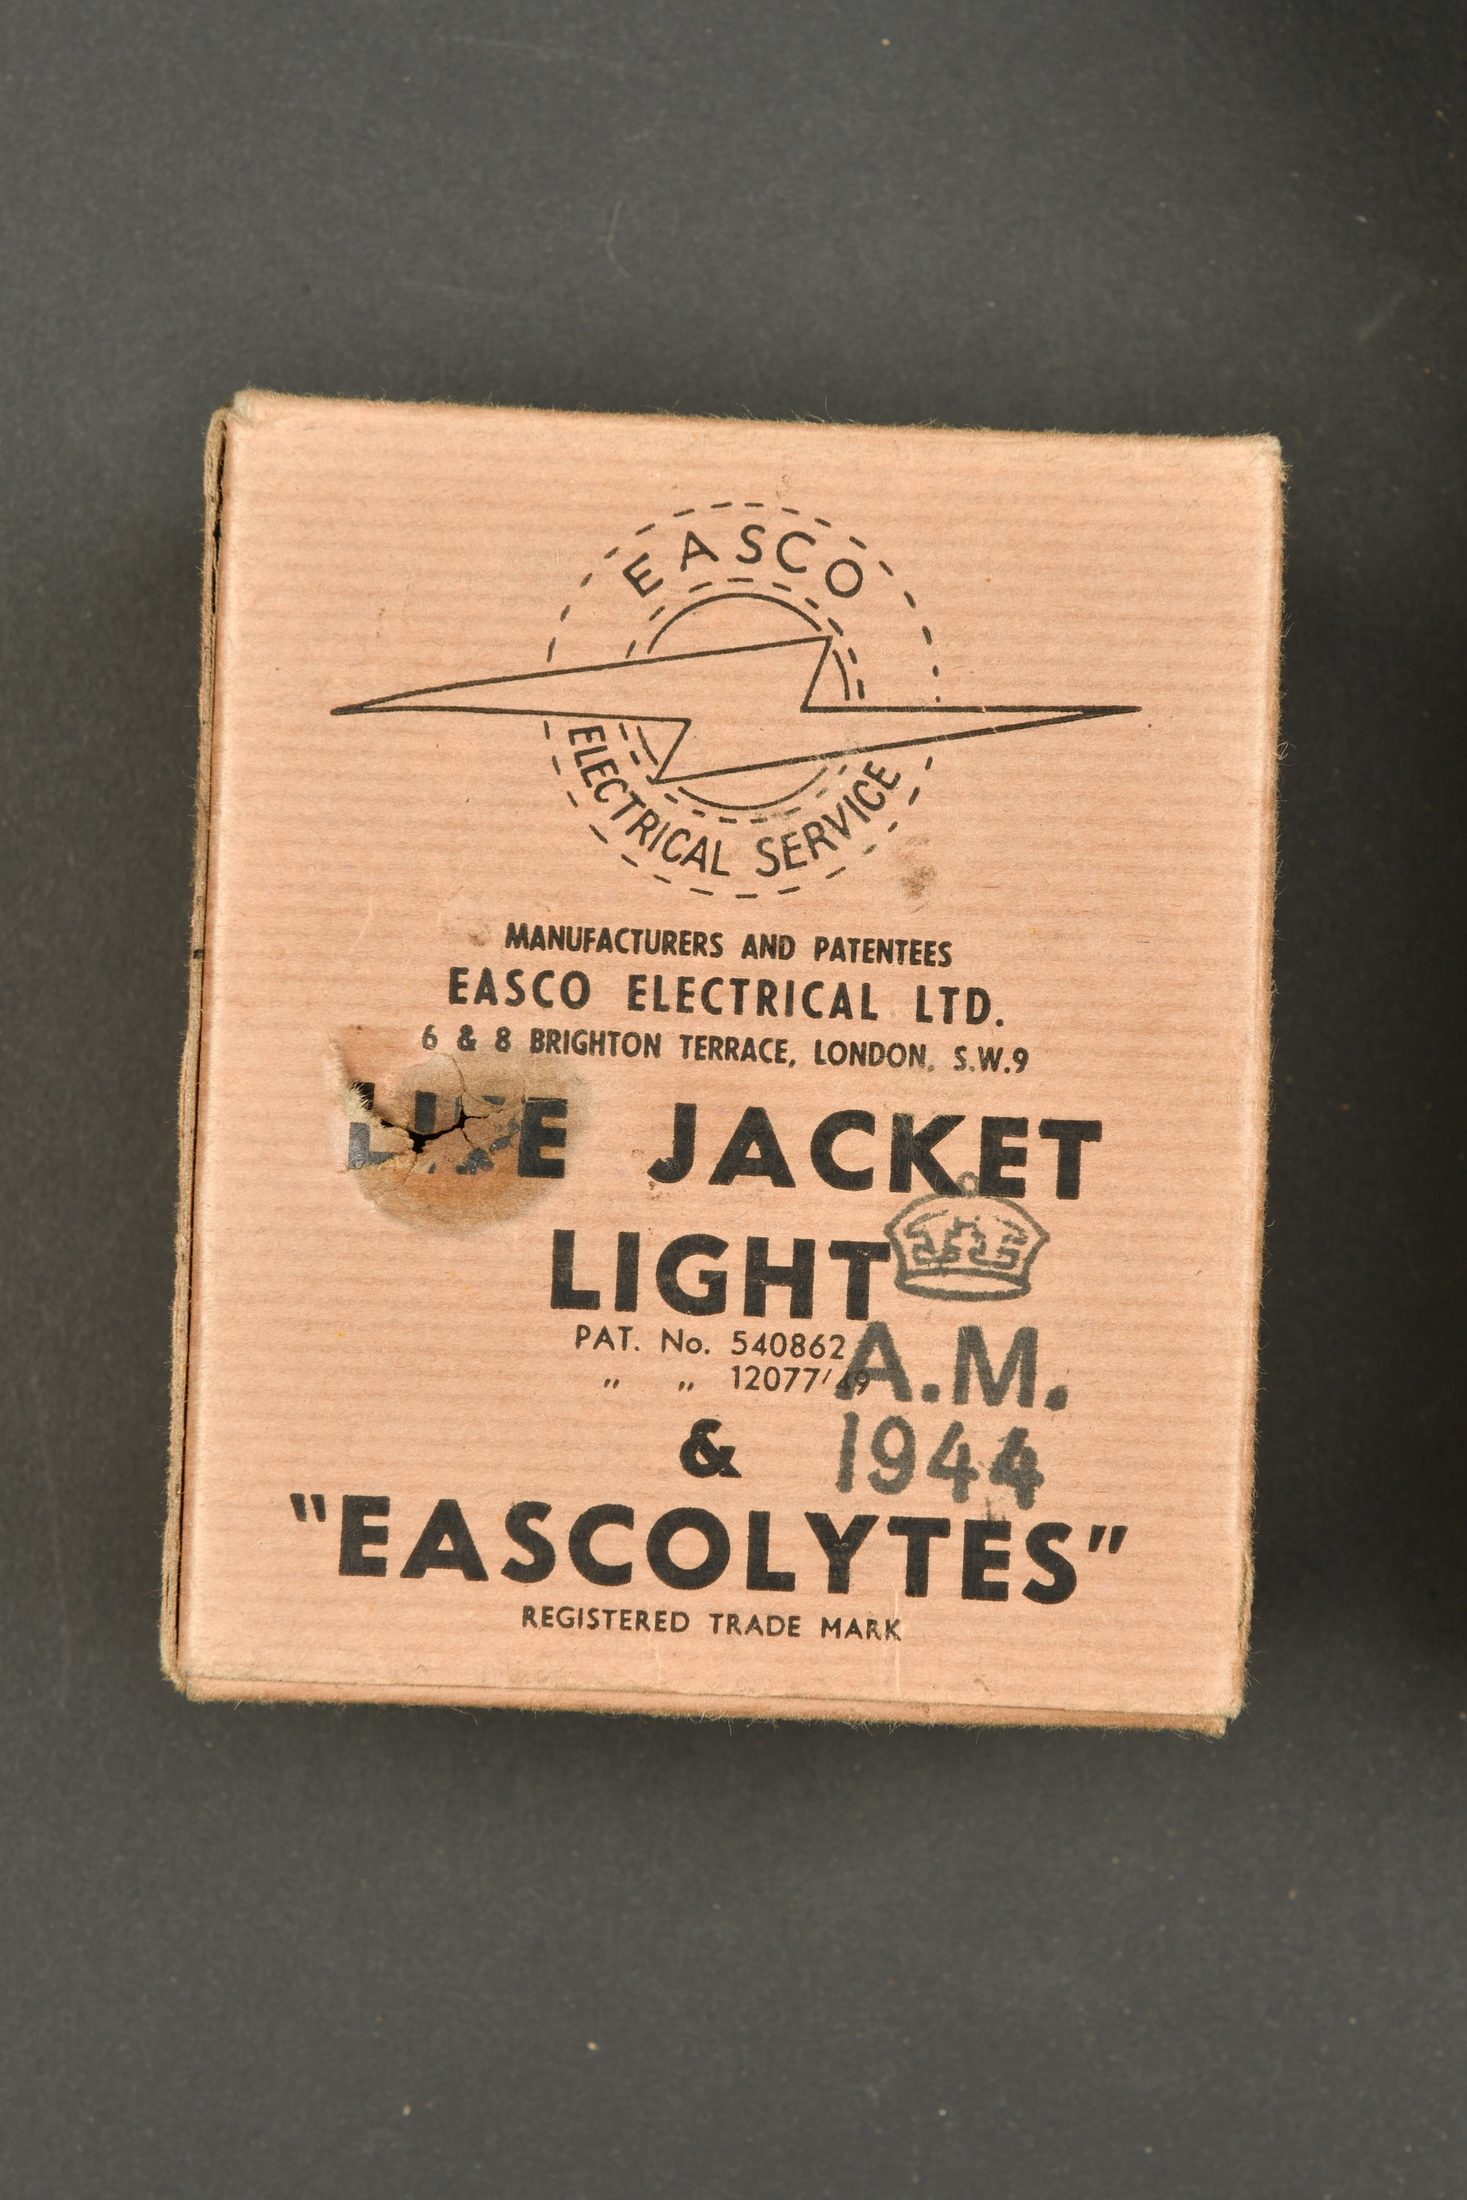 EASCO
ELECTRICAL SERVICE
MANUFACTURERS AND PATENTEES
EASCO ELECTRICAL LTD.
6 & 8 BRIGHTON TERRACE, LONDON, S.W.9
LIFE JACKET
LIGHT
PAT. No. 540862
" " 12077/49
A.M.
1944
&
"EASCOLYTES"
REGISTERED TRADE MARK